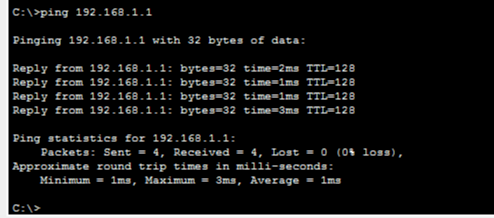 C:\>ping 192.168.1.1
Pinging 192.168.1.1 with 32 bytes of data:
Reply from 192.168.1.1: bytes=32 time=2ms TTL=128
Reply from 192.168.1.1: bytes=32 time=1ms TTL=128
Reply from 192.168.1.1: bytes=32 time=1ms TTL=128
Reply from 192.168.1.1: bytes=32 time=3ms TTL=128
Ping statistics for 192.168.1.1:
Packets: Sent = 4, Received = 4, Lost = 0 (0% loss),
Approximate round trip times in milli-seconds:
Minimum = 1ms, Maximum = 3ms, Average = 1ms
C:\>